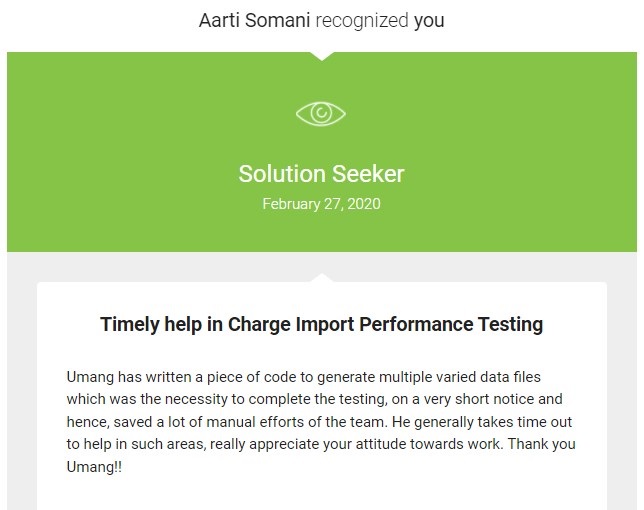 Aarti Somani recognized you
Solution Seeker
February 27, 2020
Timely help in Charge Import Performance Testing
Umang has written a piece of code to generate multiple varied data files
which was the necessity to complete the testing, on a very short notice and
hence, saved a lot of manual efforts of the team. He generally takes time out
to help in such areas, really appreciate your attitude towards work. Thank you
Umang!!